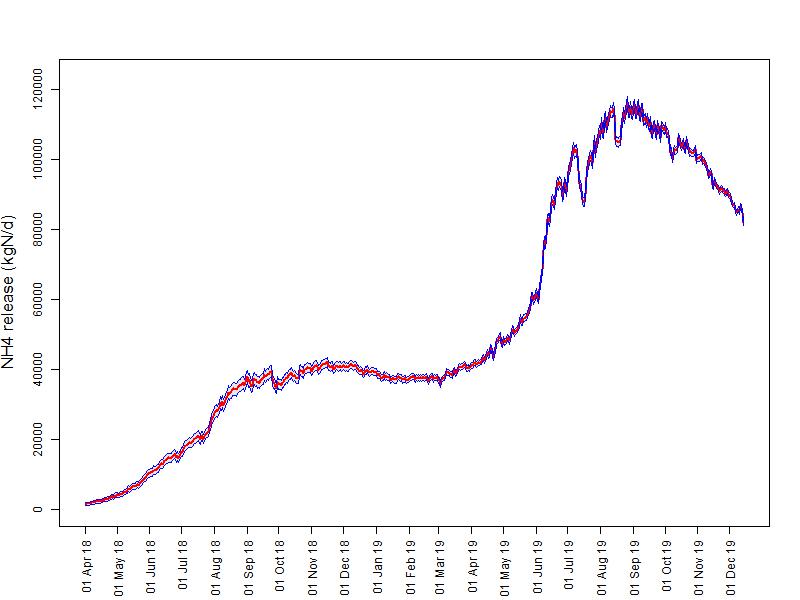 NH4 release (kgN/d)
120000
100000
80000
60000
40000
20000
0
01 Apr 18
01 May 18
01 Jun 18
01 Jul 18
01 Aug 18
01 Sep 18
01 Oct 18
01 Nov 18
01 Dec 18
01 Jan 19
01 Feb 19
01 Mar 19
01 Apr 19
01 May 19
01 Jun 19
01 Jul 19
01 Aug 19
01 Sep 19
01 Oct 19
01 Nov 19
01 Dec 19